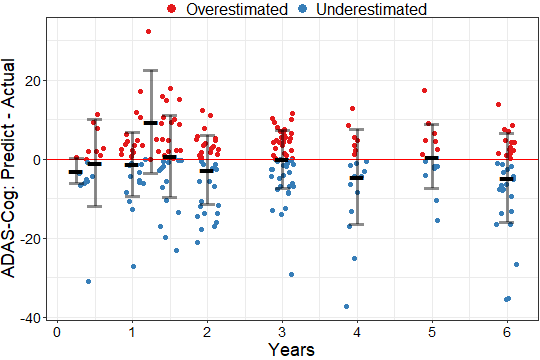 Overestimated Underestimated
ADAS-Cog: Predict - Actual
20
0
-20
-40
0 1 2 3 4 5 6
Years